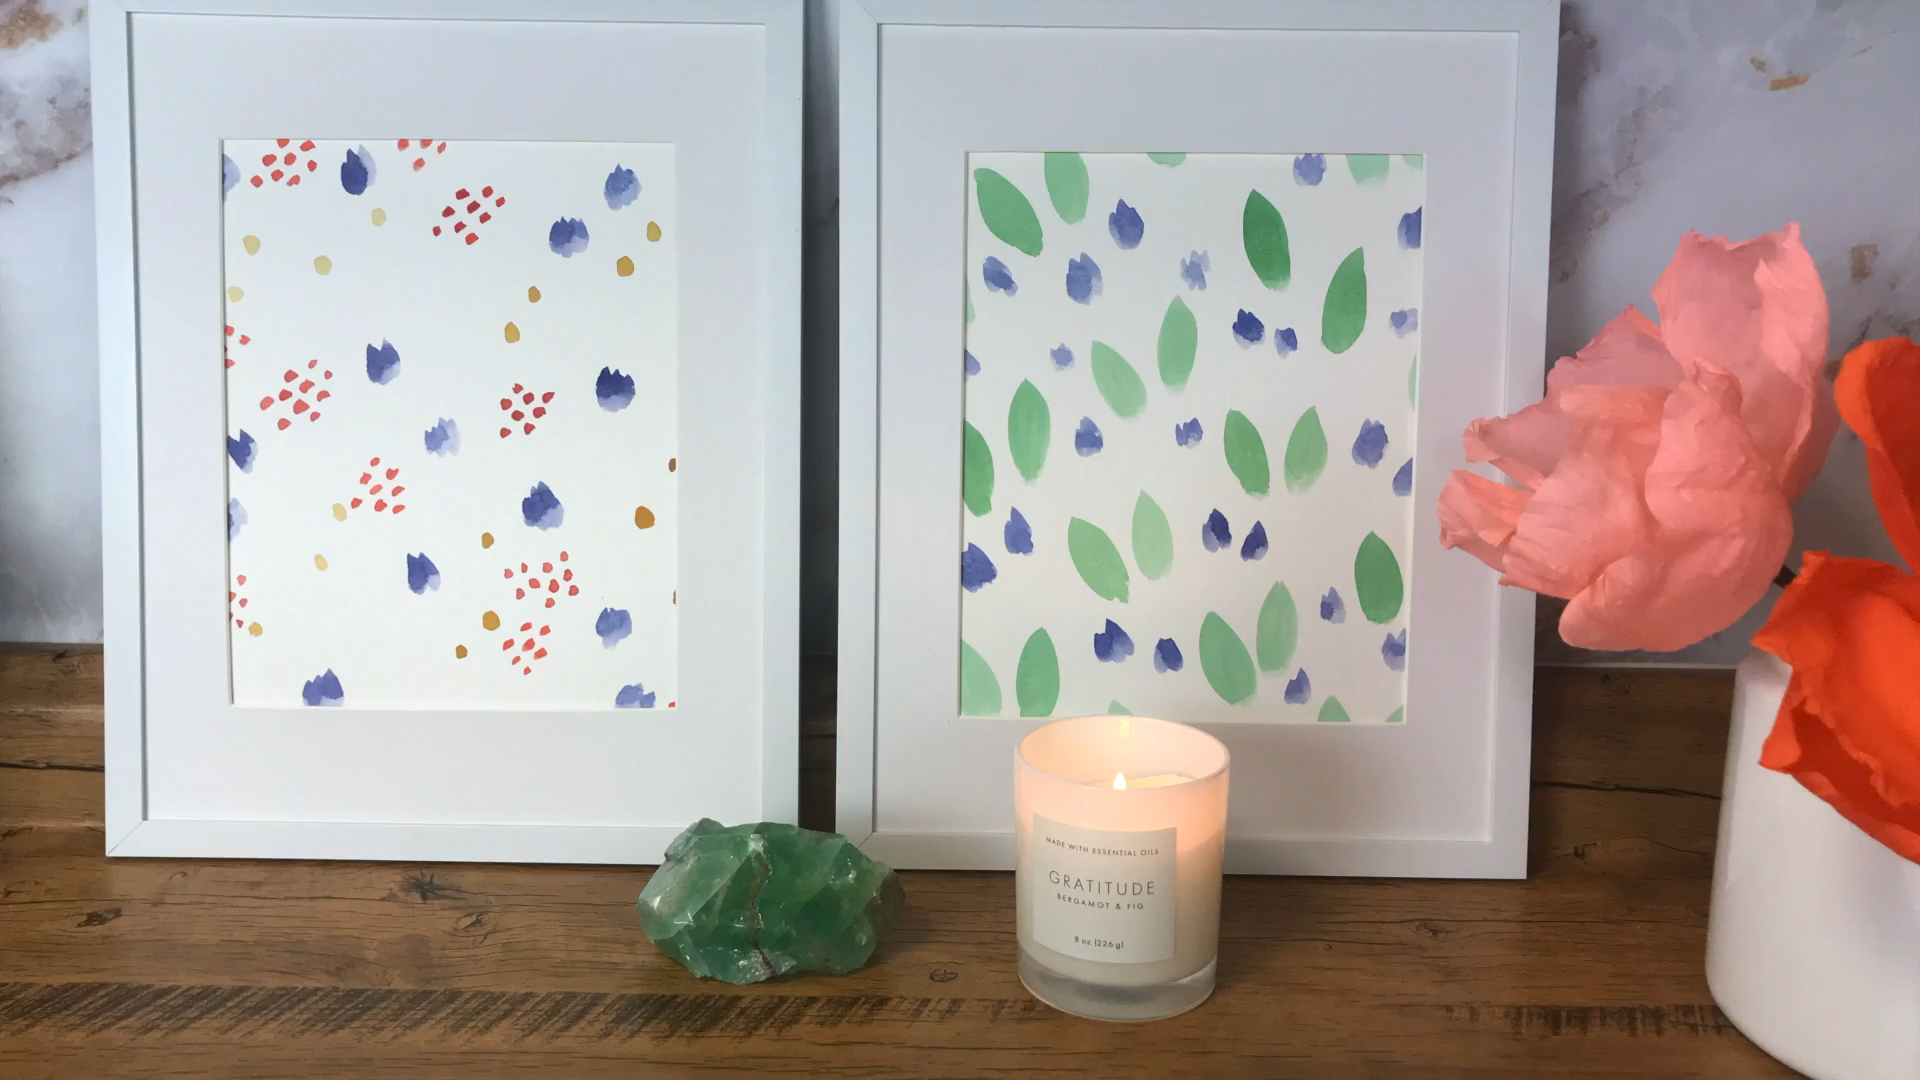 MADE WITH ESSENTIAL OILS
GRATITUDE
BERGAMOT & FIG
8 oz (226 g)